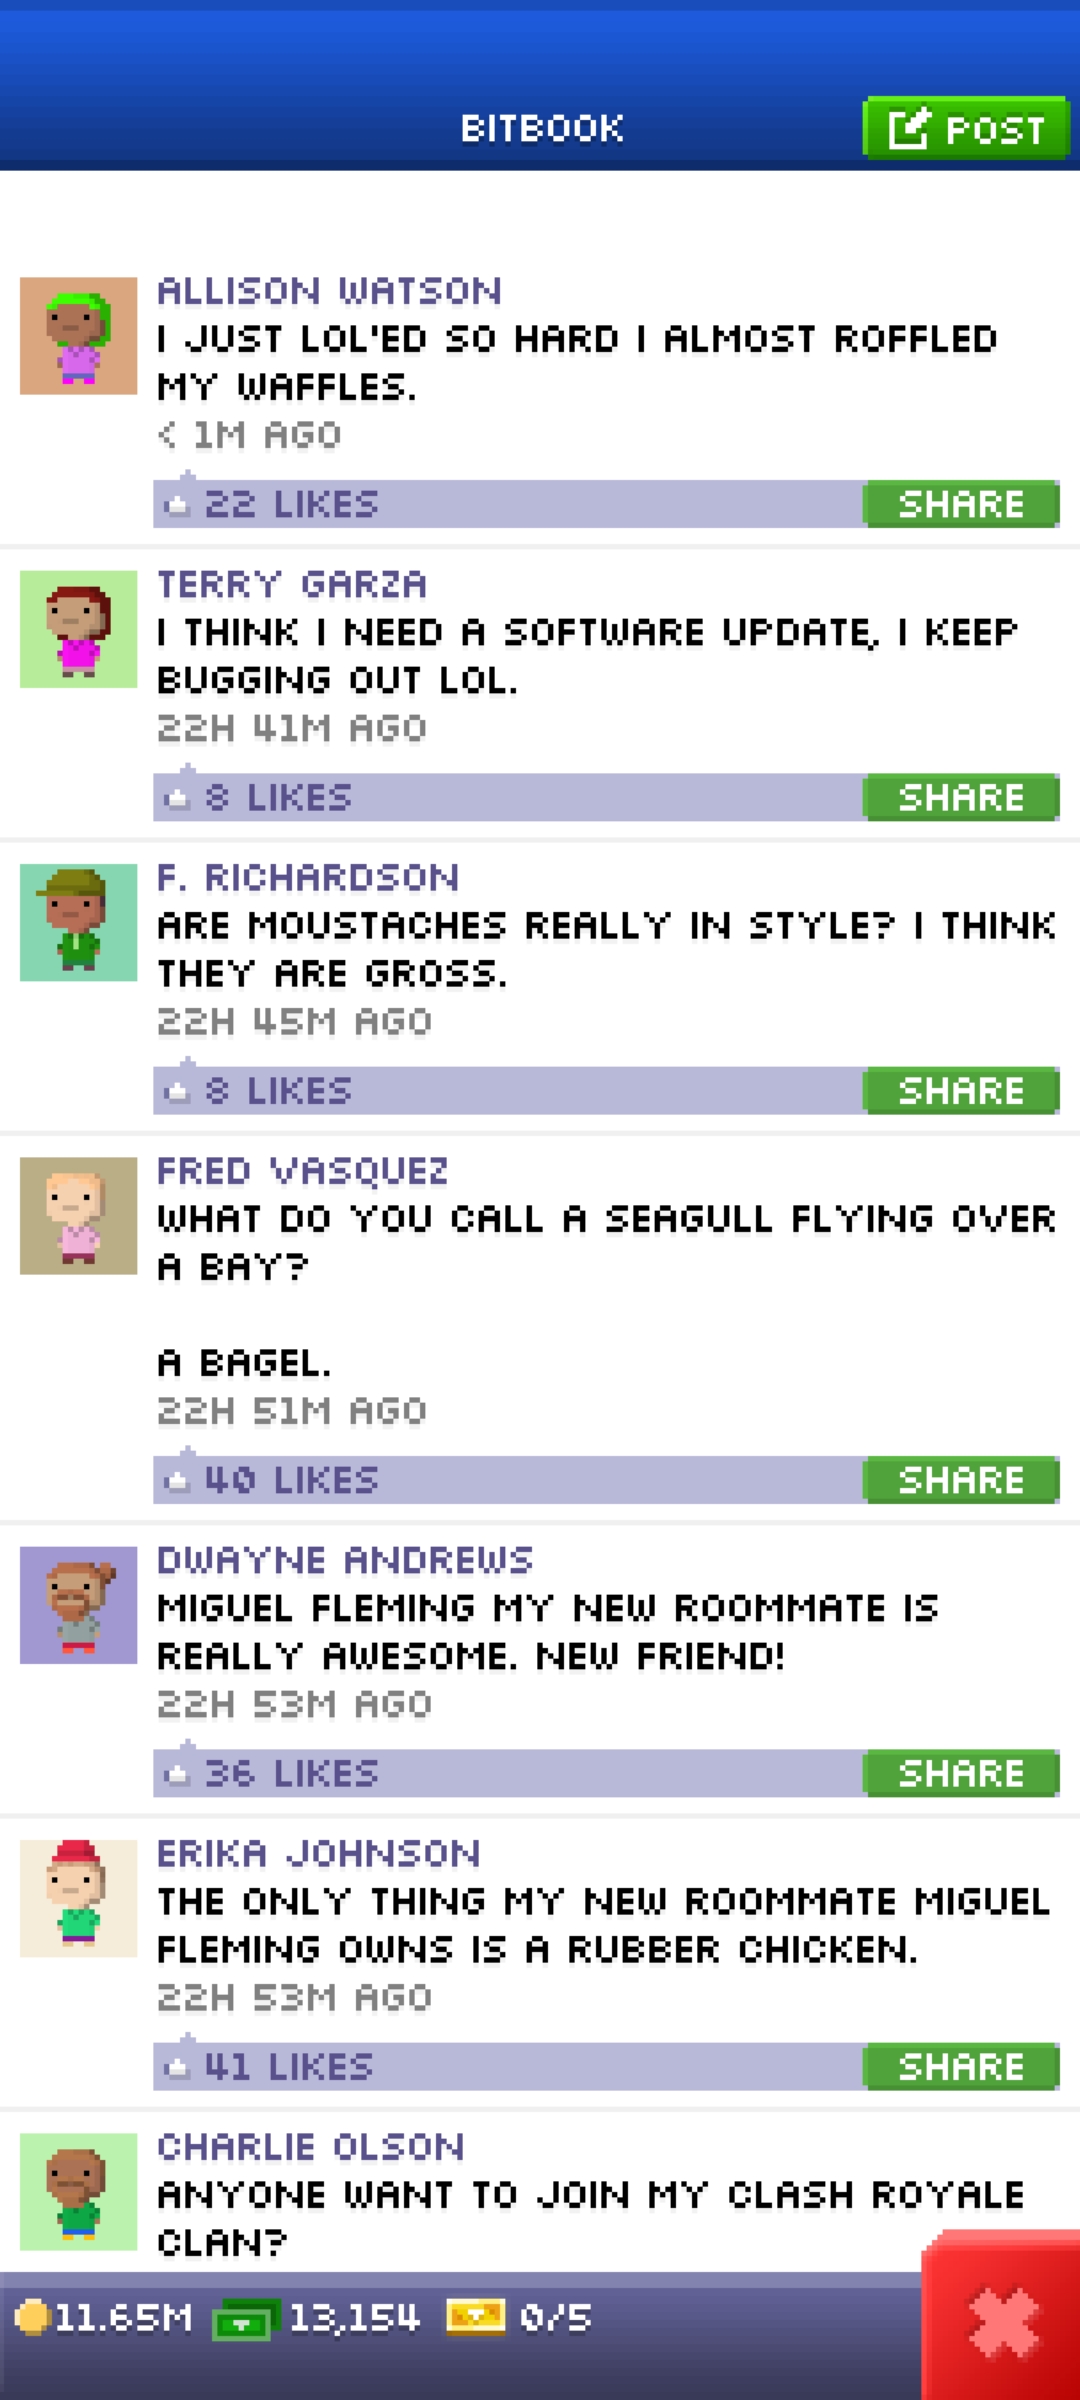 BITBOOK
POST
ALLISON WATSON
I JUST LOL'ED SO HARD I ALMOST ROFFLED
MY WAFFLES.
< 1M AGO
22 LIKES
SHARE
TERRY GARZA
I THINK I NEED A SOFTWARE UPDATE, I KEEP
BUGGING OUT LOL.
22H 41M AGO
8 LIKES
SHARE
F. RICHARDSON
ARE MOUSTACHES REALLY IN STYLE? I THINK
THEY ARE GROSS.
22H 45M AGO
8 LIKES
SHARE
FRED VASQUEZ
WHAT DO YOU CALL A SEAGULL FLYING OVER
A BAY?
A BAGEL.
22H 51M AGO
40 LIKES
SHARE
DWAYNE ANDREWS
MIGUEL FLEMING MY NEW ROOMMATE IS
REALLY AWESOME. NEW FRIEND!
22H 53M AGO
36 LIKES
SHARE
ERIKA JOHNSON
THE ONLY THING MY NEW ROOMMATE MIGUEL
FLEMING OWNS IS A RUBBER CHICKEN.
22H 53M AGO
41 LIKES
SHARE
CHARLIE OLSON
ANYONE WANT TO JOIN MY CLASH ROYALE
CLAN?
11.65M 13,154 0/5